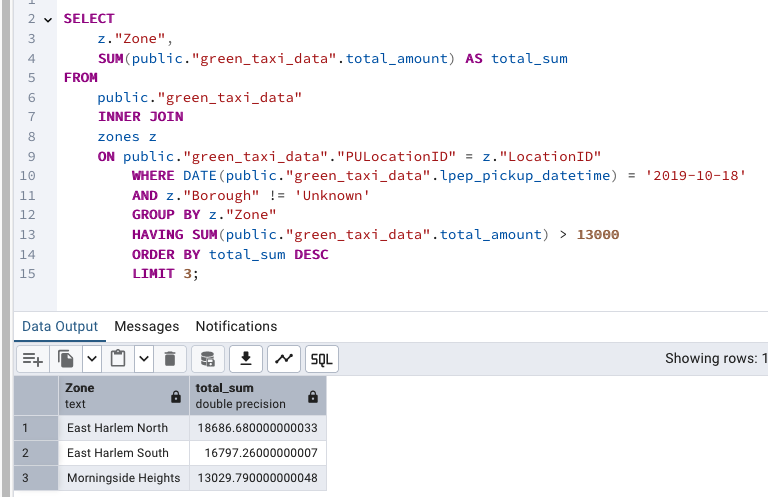 2 SELECT
3 z."Zone",
4 SUM(public."green_taxi_data".total_amount) AS total_sum
5 FROM
6 public."green_taxi_data"
7 INNER JOIN
8 zones z
9 ON public."green_taxi_data"."PULocationID" = z."LocationID"
10 WHERE DATE(public."green_taxi_data".lpep_pickup_datetime) = '2019-10-18'
11 AND z."Borough" != 'Unknown'
12 GROUP BY z."Zone"
13 HAVING SUM(public."green_taxi_data".total_amount) > 13000
14 ORDER BY total_sum DESC
15 LIMIT 3;
Data Output Messages Notifications
SQL Showing rows: 1
Zone total_sum
text double precision
1 East Harlem North 18686.680000000033
2 East Harlem South 16797.26000000007
3 Morningside Heights 13029.790000000048